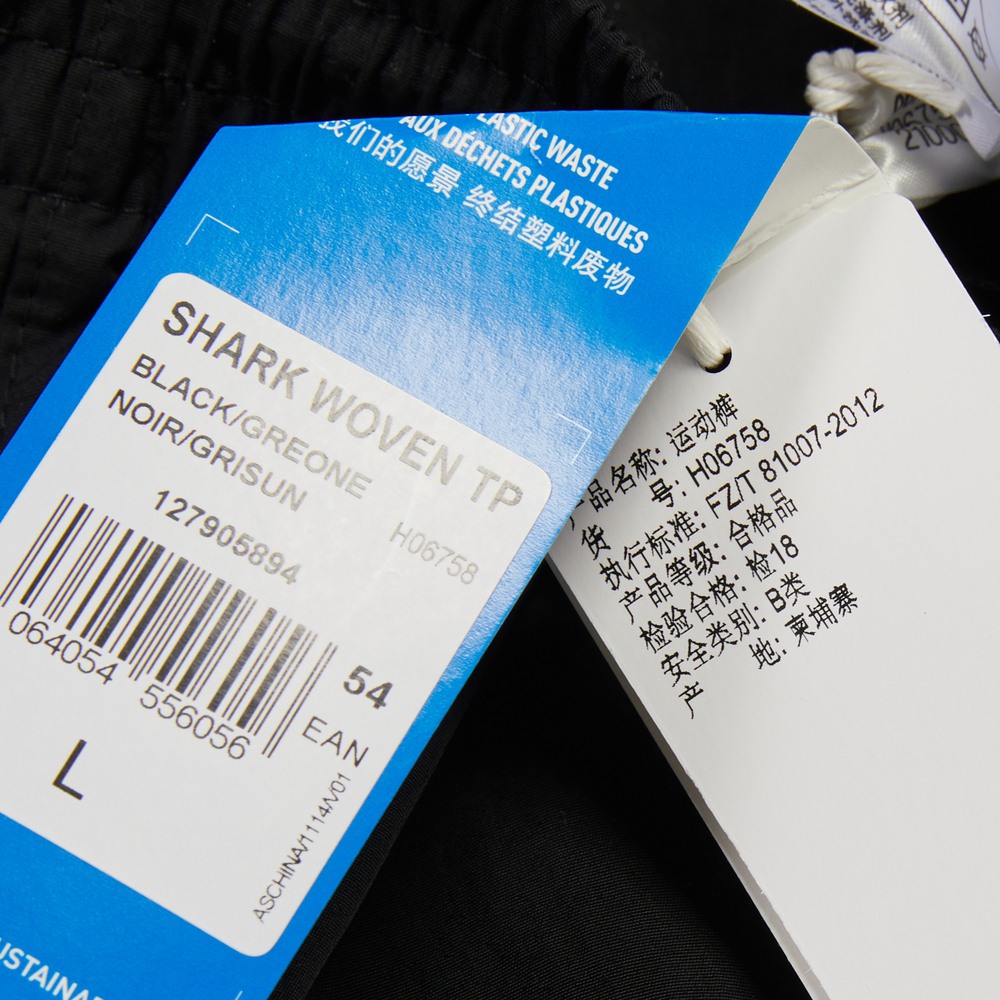 PLASTIC WASTE
AUX DÉCHETS PLASTIQUES
我们的愿景 终结塑料废物
SHARK WOVEN TP
BLACK/GREONE
NOIR/GRISUN
127905894
H06758
064054 556056
54
EAN
L
ASCHINA/1114/V01
产品名称: 运动裤
货 号: H06758
执行标准: FZ/T 81007-2012
产品等级: 合格品
检验合格: 检18
安全类别: B类
产 地: 柬埔寨